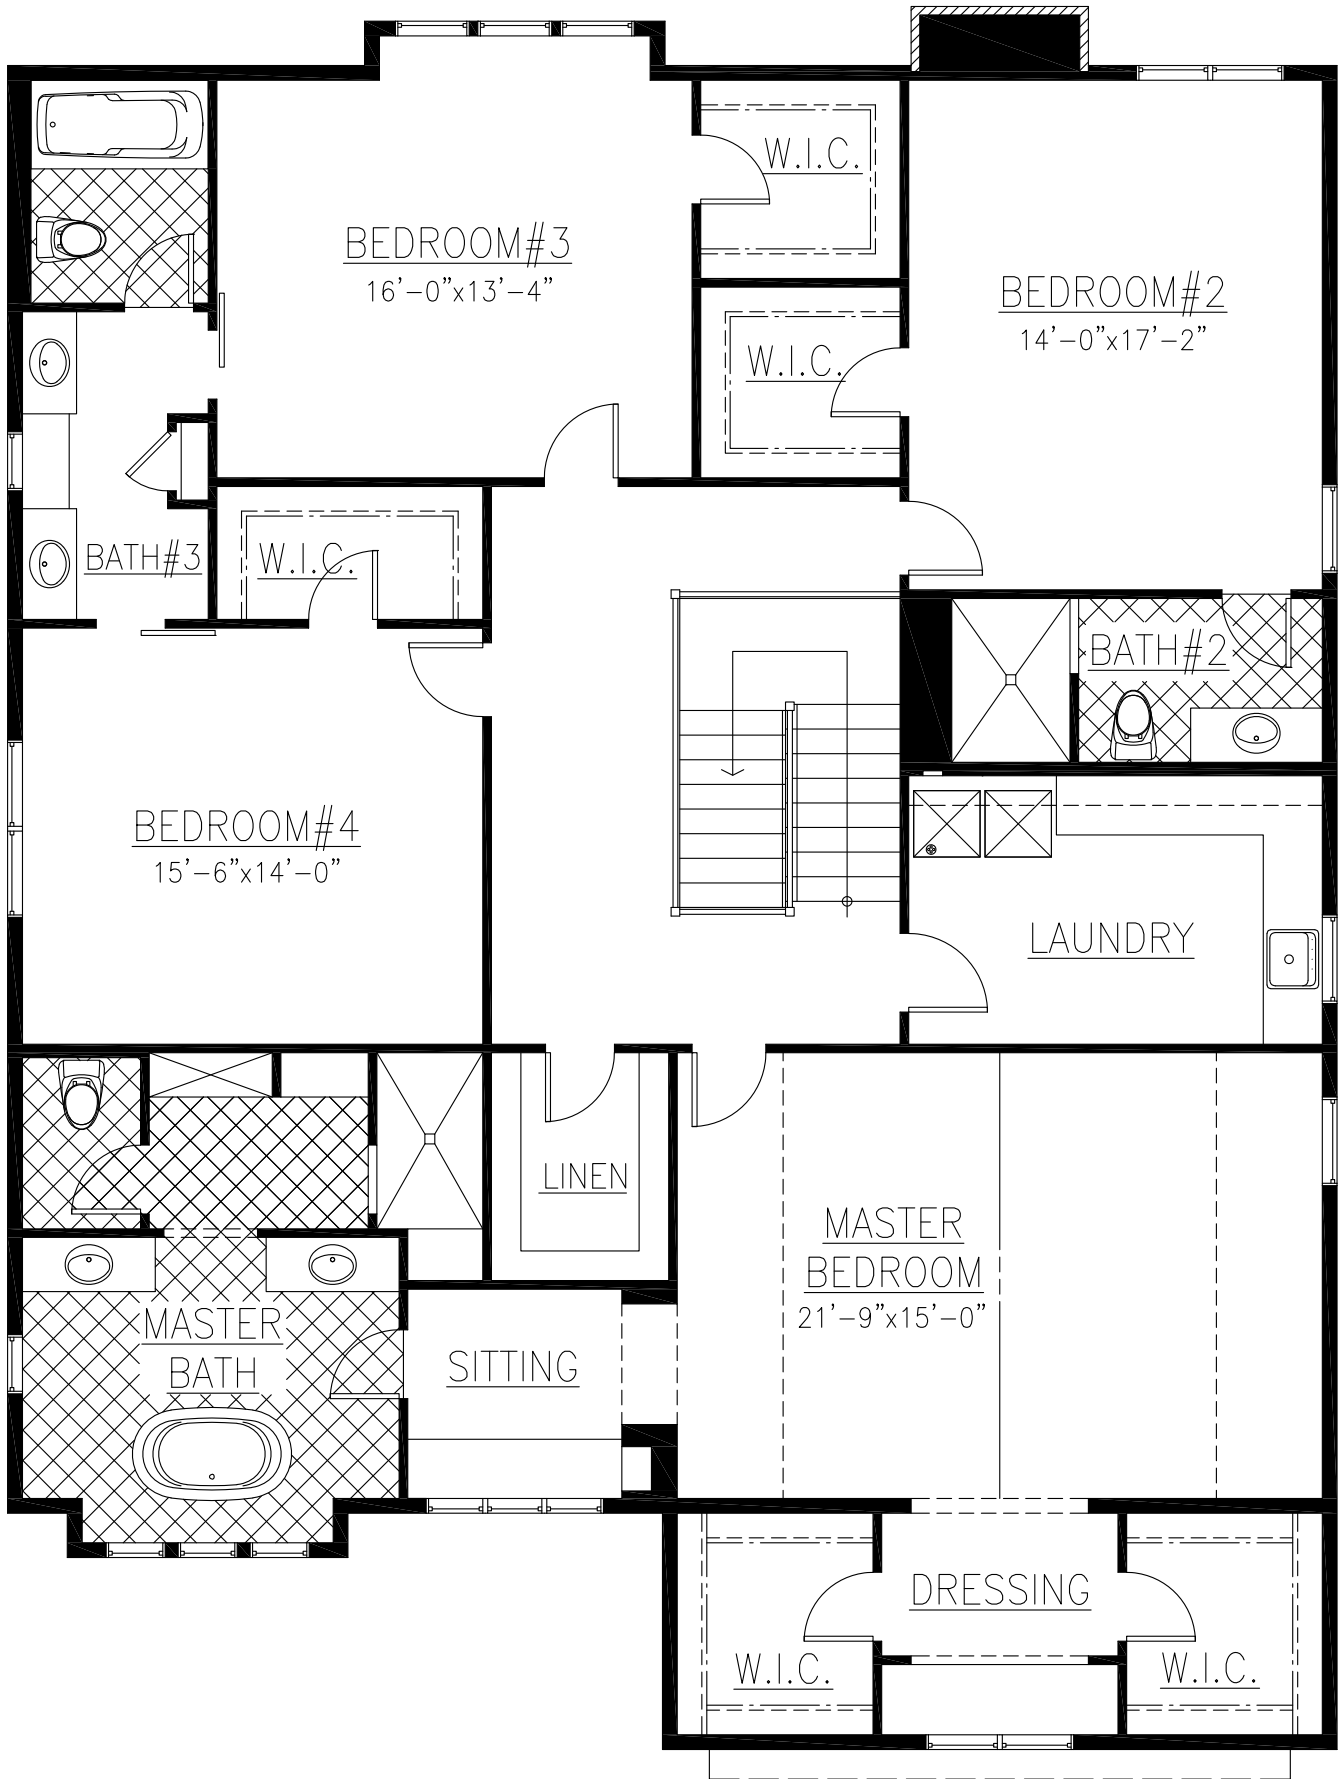 W.I.C.
BEDROOM#3
16'-0"x13'-4"
BEDROOM#2
14'-0"x17'-2"
W.I.C.
BATH#3
W.I.C.
BATH#2
BEDROOM#4
15'-6"x14'-0"
LAUNDRY
LINEN
MASTER
BEDROOM
21'-9"x15'-0"
MASTER
BATH
SITTING
DRESSING
W.I.C.
W.I.C.